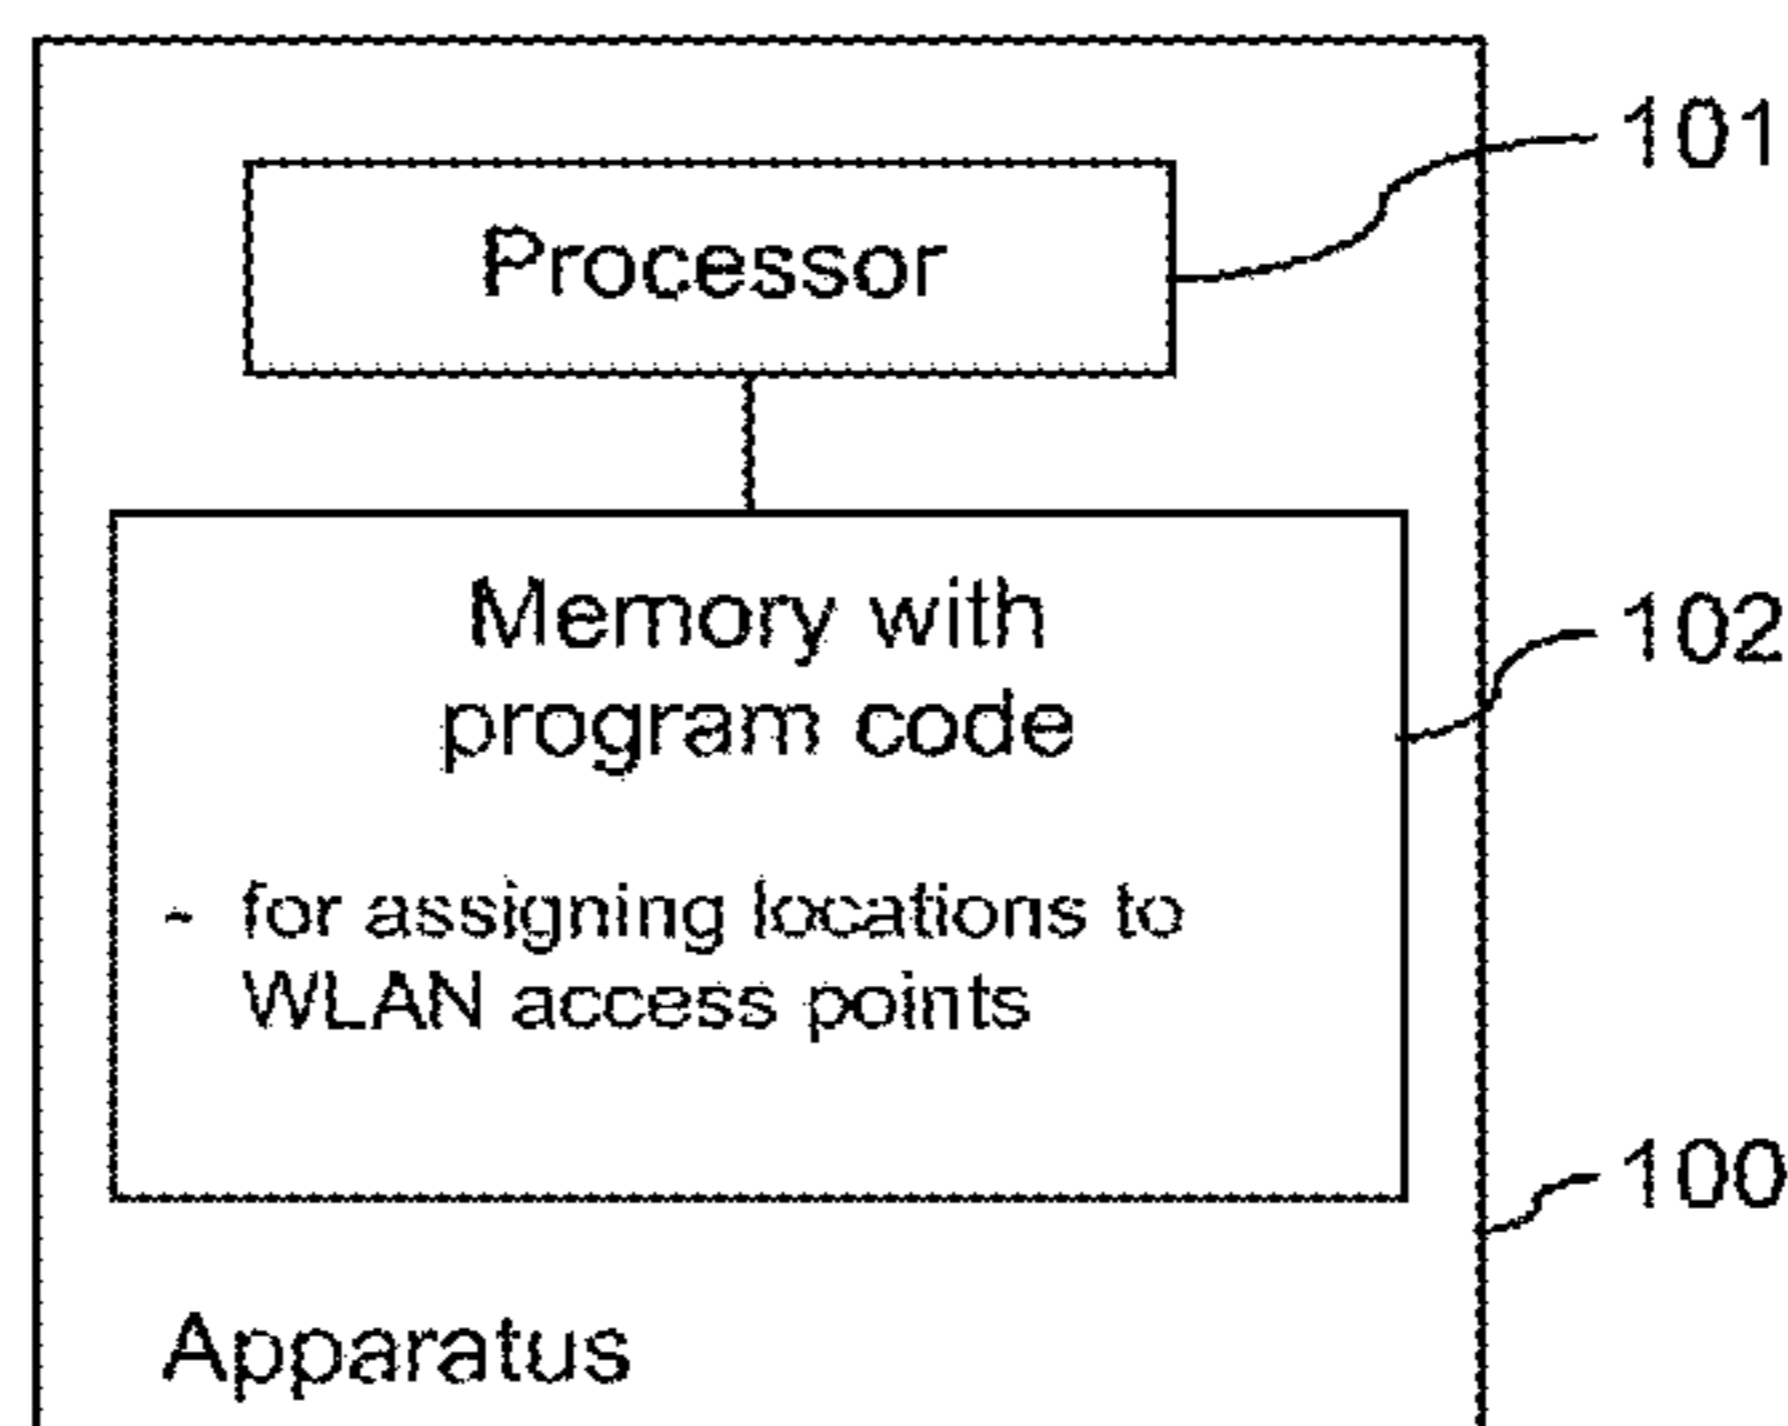 101
Processor
102
Memory with
program code
- for assigning locations to
WLAN access points
100
Apparatus